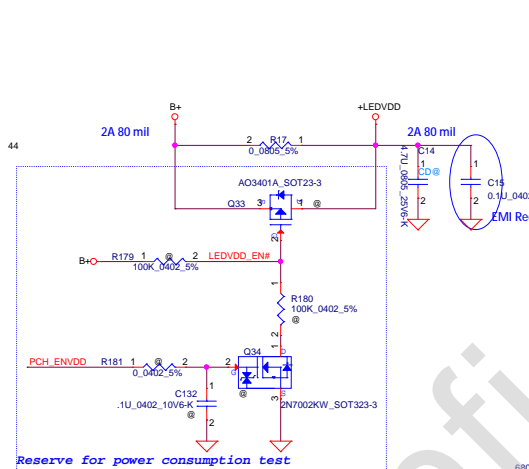 B+
+LEDVDD
2A 80 mil
2 R17 1
0_0805_5%
2A 80 mil
44
C14
1
CD@
2
4.7U_0805_25V6-K
1
C15
0.1U_0402
2
EMI Re
AO3401A_SOT23-3
Q33 3 1 @
2
B+
R179 1 @ 2 LEDVDD_EN#
100K_0402_5%
1
R180
100K_0402_5%
@
2
PCH_ENVDD R181 1 @ 2
0_0402_5%
2 Q34 1 D
G
@
S
3
2N7002KW_SOT323-3
C132
.1U_0402_10V6-K
@
1
2
Reserve for power consumption test